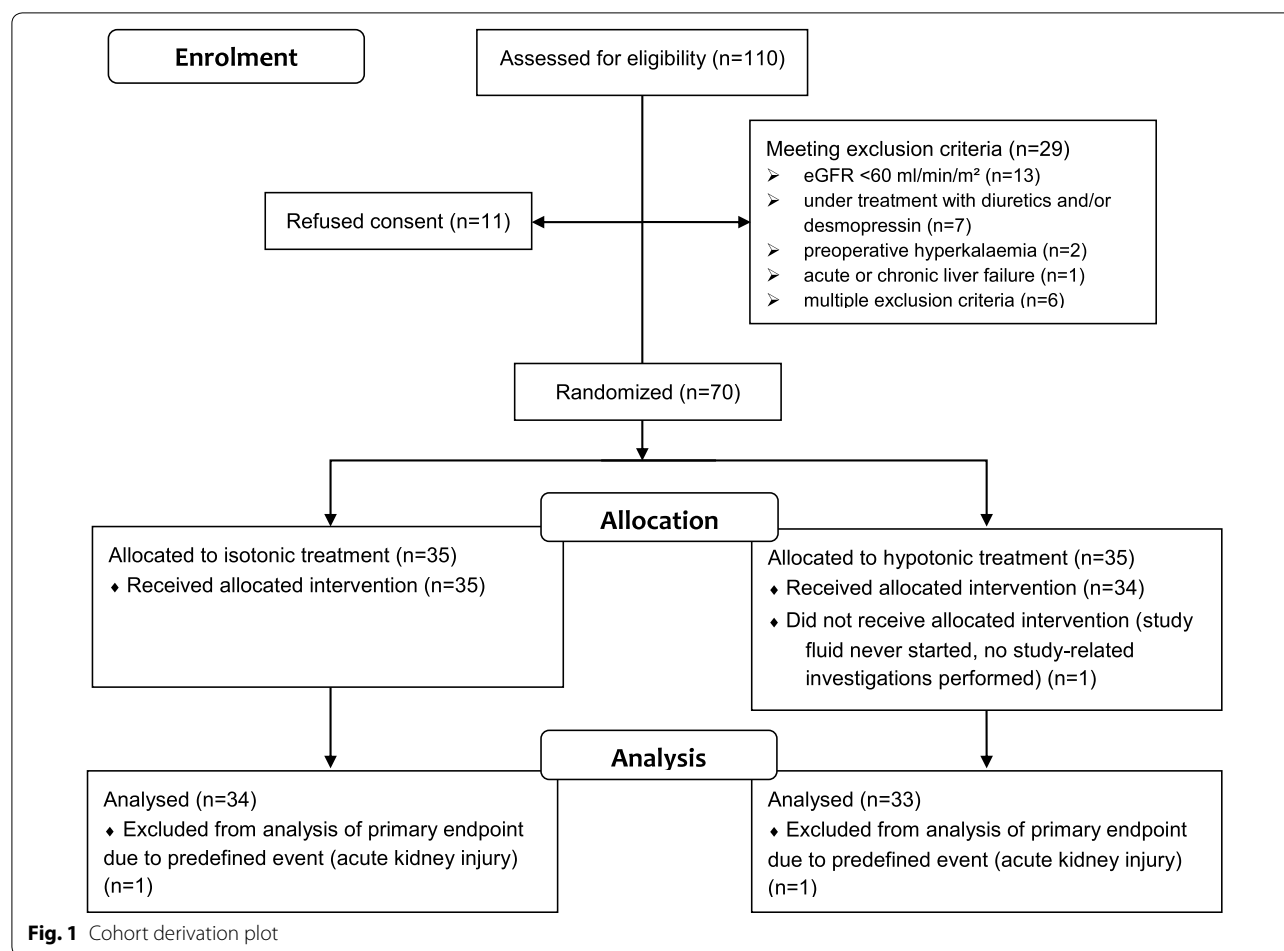 Enrolment
Assessed for eligibility (n=110)
Meeting exclusion criteria (n=29)
➢ eGFR <60 ml/min/m² (n=13)
➢ under treatment with diuretics and/or
desmopressin (n=7)
➢ preoperative hyperkalaemia (n=2)
➢ acute or chronic liver failure (n=1)
➢ multiple exclusion criteria (n=6)
Refused consent (n=11)
Randomized (n=70)
Allocation
Allocated to isotonic treatment (n=35)
♦ Received allocated intervention (n=35)
Allocated to hypotonic treatment (n=35)
♦ Received allocated intervention (n=34)
♦ Did not receive allocated intervention (study
fluid never started, no study-related
investigations performed) (n=1)
Analysis
Analysed (n=34)
♦ Excluded from analysis of primary endpoint
due to predefined event (acute kidney injury)
(n=1)
Analysed (n=33)
♦ Excluded from analysis of primary endpoint
due to predefined event (acute kidney injury)
(n=1)
Fig. 1 Cohort derivation plot